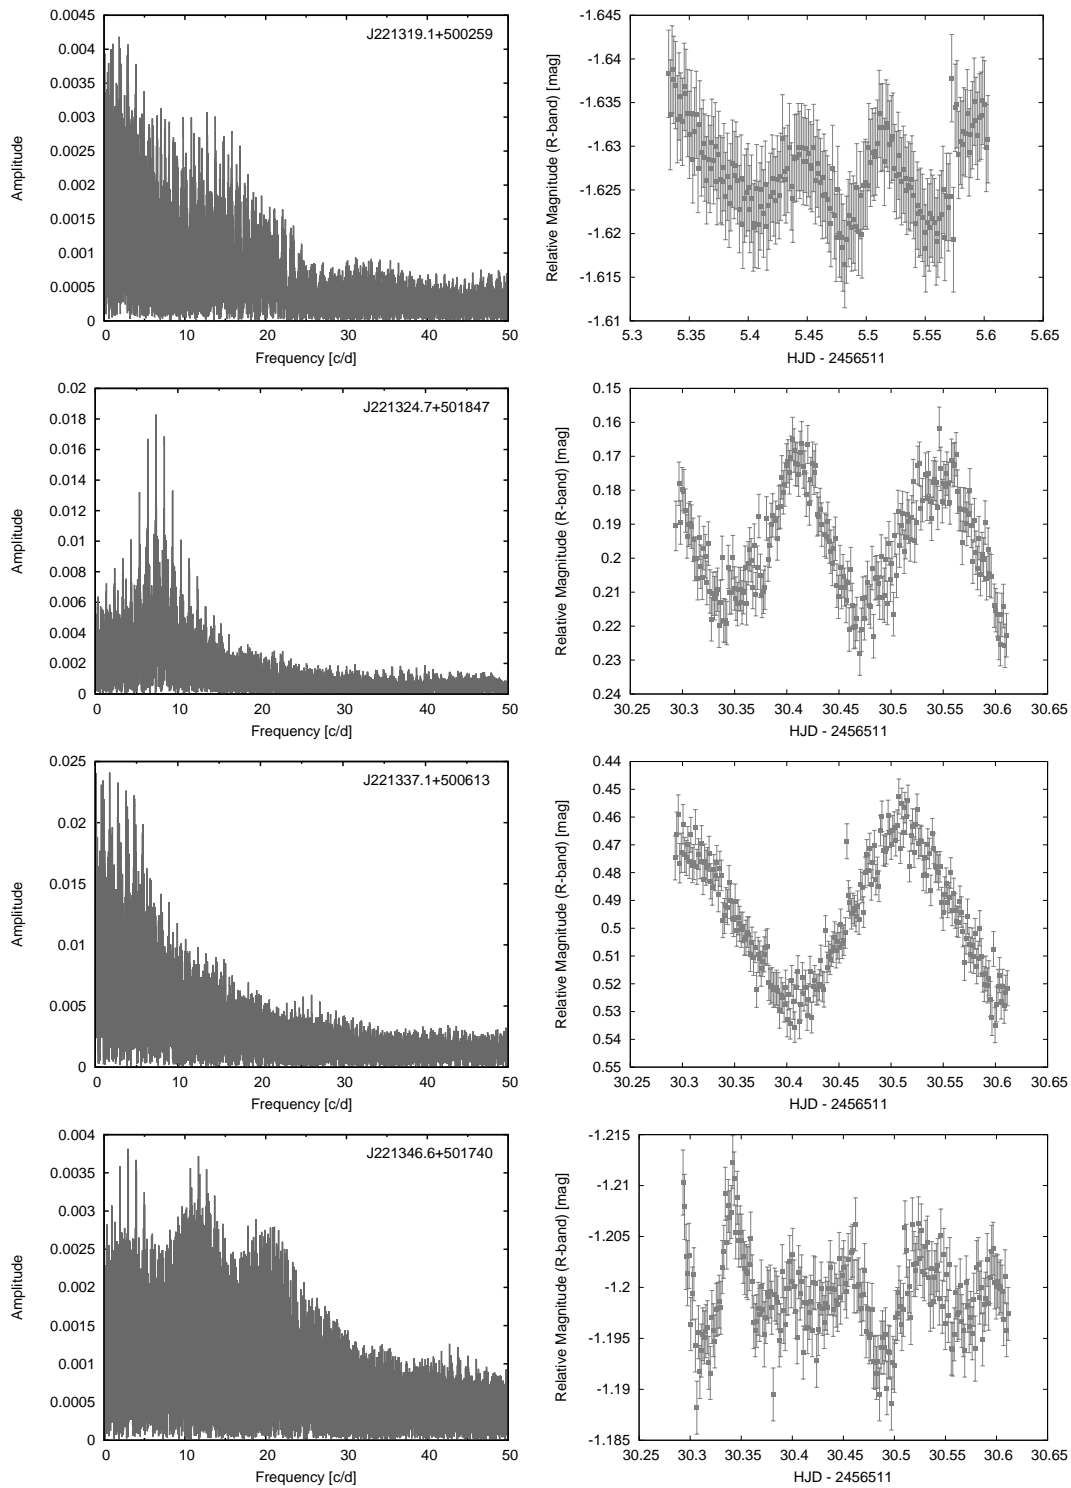 J221319.1+500259
Amplitude
0.0045
0.004
0.0035
0.003
0.0025
0.002
0.0015
0.001
0.0005
0
0 10 20 30 40 50
Frequency [c/d]
Relative Magnitude (R-band) [mag]
-1.645
-1.64
-1.635
-1.63
-1.625
-1.62
-1.615
-1.61
5.3 5.35 5.4 5.45 5.5 5.55 5.6 5.65
HJD - 2456511
J221324.7+501847
Amplitude
0.02
0.018
0.016
0.014
0.012
0.01
0.008
0.006
0.004
0.002
0
0 10 20 30 40 50
Frequency [c/d]
Relative Magnitude (R-band) [mag]
0.15
0.16
0.17
0.18
0.19
0.2
0.21
0.22
0.23
0.24
30.25 30.3 30.35 30.4 30.45 30.5 30.55 30.6 30.65
HJD - 2456511
J221337.1+500613
Amplitude
0.025
0.02
0.015
0.01
0.005
0
0 10 20 30 40 50
Frequency [c/d]
Relative Magnitude (R-band) [mag]
0.44
0.45
0.46
0.47
0.48
0.49
0.5
0.51
0.52
0.53
0.54
0.55
30.25 30.3 30.35 30.4 30.45 30.5 30.55 30.6 30.65
HJD - 2456511
J221346.6+501740
Amplitude
0.004
0.0035
0.003
0.0025
0.002
0.0015
0.001
0.0005
0
0 10 20 30 40 50
Frequency [c/d]
Relative Magnitude (R-band) [mag]
-1.215
-1.21
-1.205
-1.2
-1.195
-1.19
-1.185
30.25 30.3 30.35 30.4 30.45 30.5 30.55 30.6 30.65
HJD - 2456511